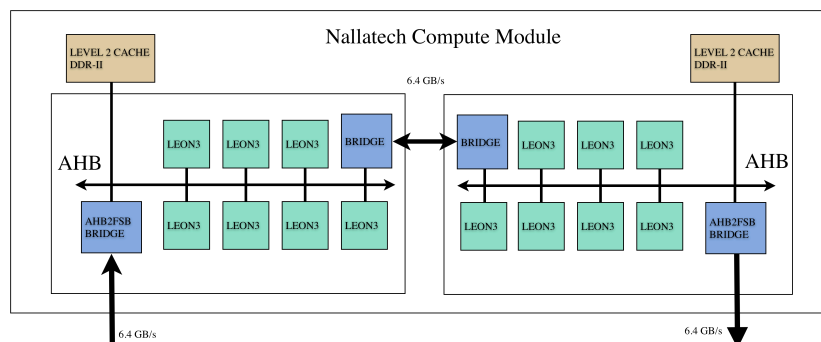 Nallatech Compute Module
LEVEL 2 CACHE
DDR-II
LEVEL 2 CACHE
DDR-II
6.4 GB/s
LEON3
LEON3
LEON3
BRIDGE
BRIDGE
LEON3
LEON3
LEON3
AHB
AHB
AHB2FSB
BRIDGE
LEON3
LEON3
LEON3
LEON3
LEON3
LEON3
LEON3
LEON3
AHB2FSB
BRIDGE
6.4 GB/s
6.4 GB/s